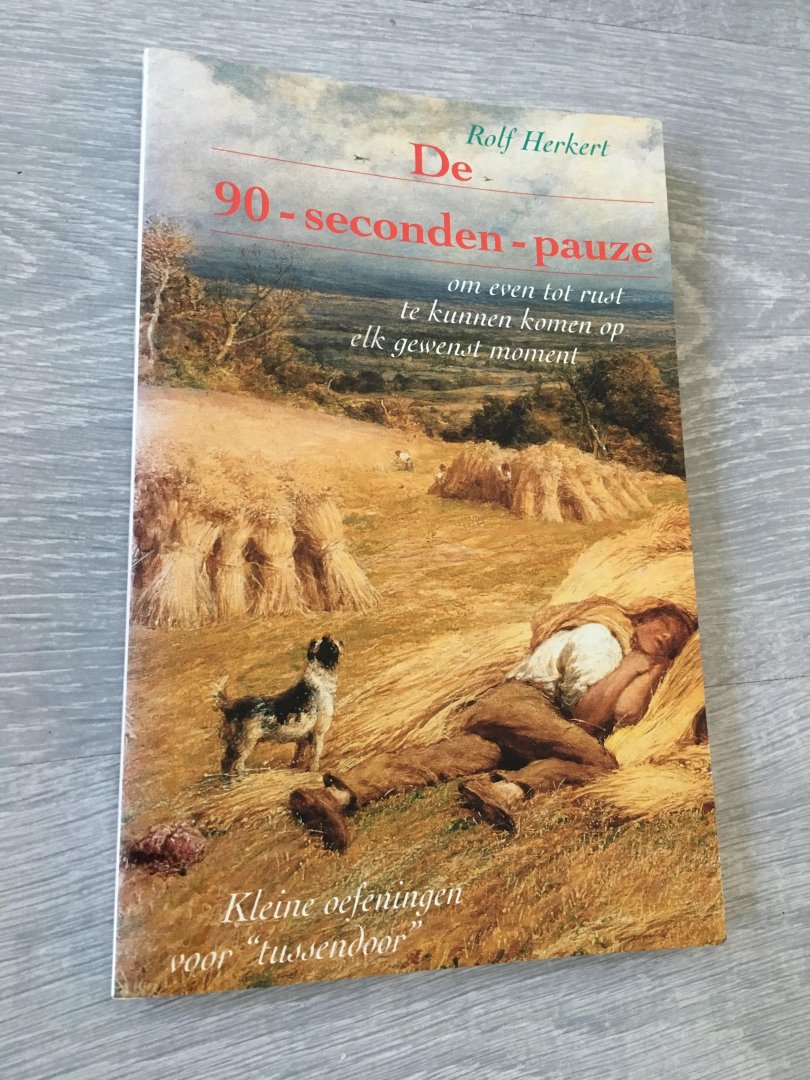 Rolf Herkert
De
90-seconden-pauze
om even tot rust
te kunnen komen op
elk gewenst moment
Kleine oefeningen
voor "tussendoor"